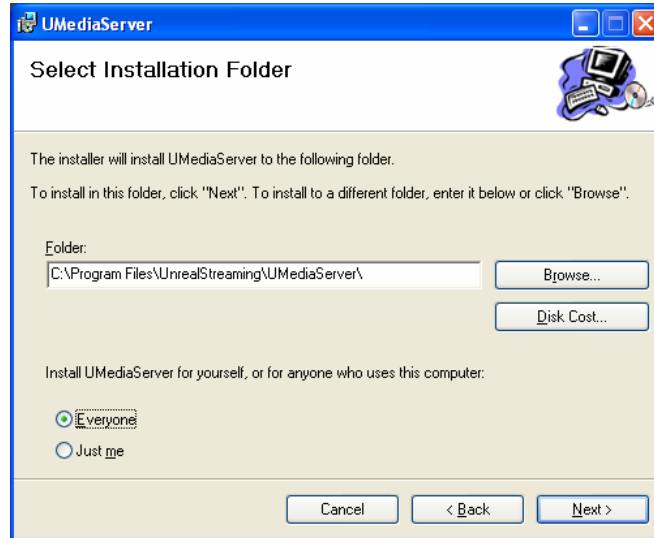 UMediaServer
Select Installation Folder
The installer will install UMediaServer to the following folder.
To install in this folder, click "Next". To install to a different folder, enter it below or click "Browse".
Folder:
C:\Program Files\UnrealStreaming\UMediaServer\
Browse...
Disk Cost...
Install UMediaServer for yourself, or for anyone who uses this computer:
Everyone
Just me
Cancel
< Back
Next >